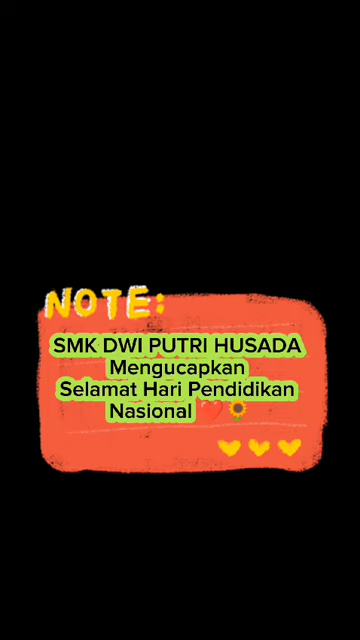 NOTE:
SMK DWI PUTRI HUSADA
Mengucapkan
Selamat Hari Pendidikan
Nasional ❤️ 🌻